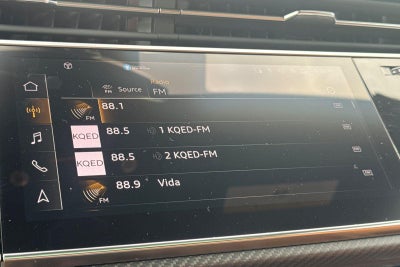 Radio
Source FM
88.1
FM
KQED 88.5 1 KQED-FM
KQED 88.5 2 KQED-FM
88.9 Vida
FM